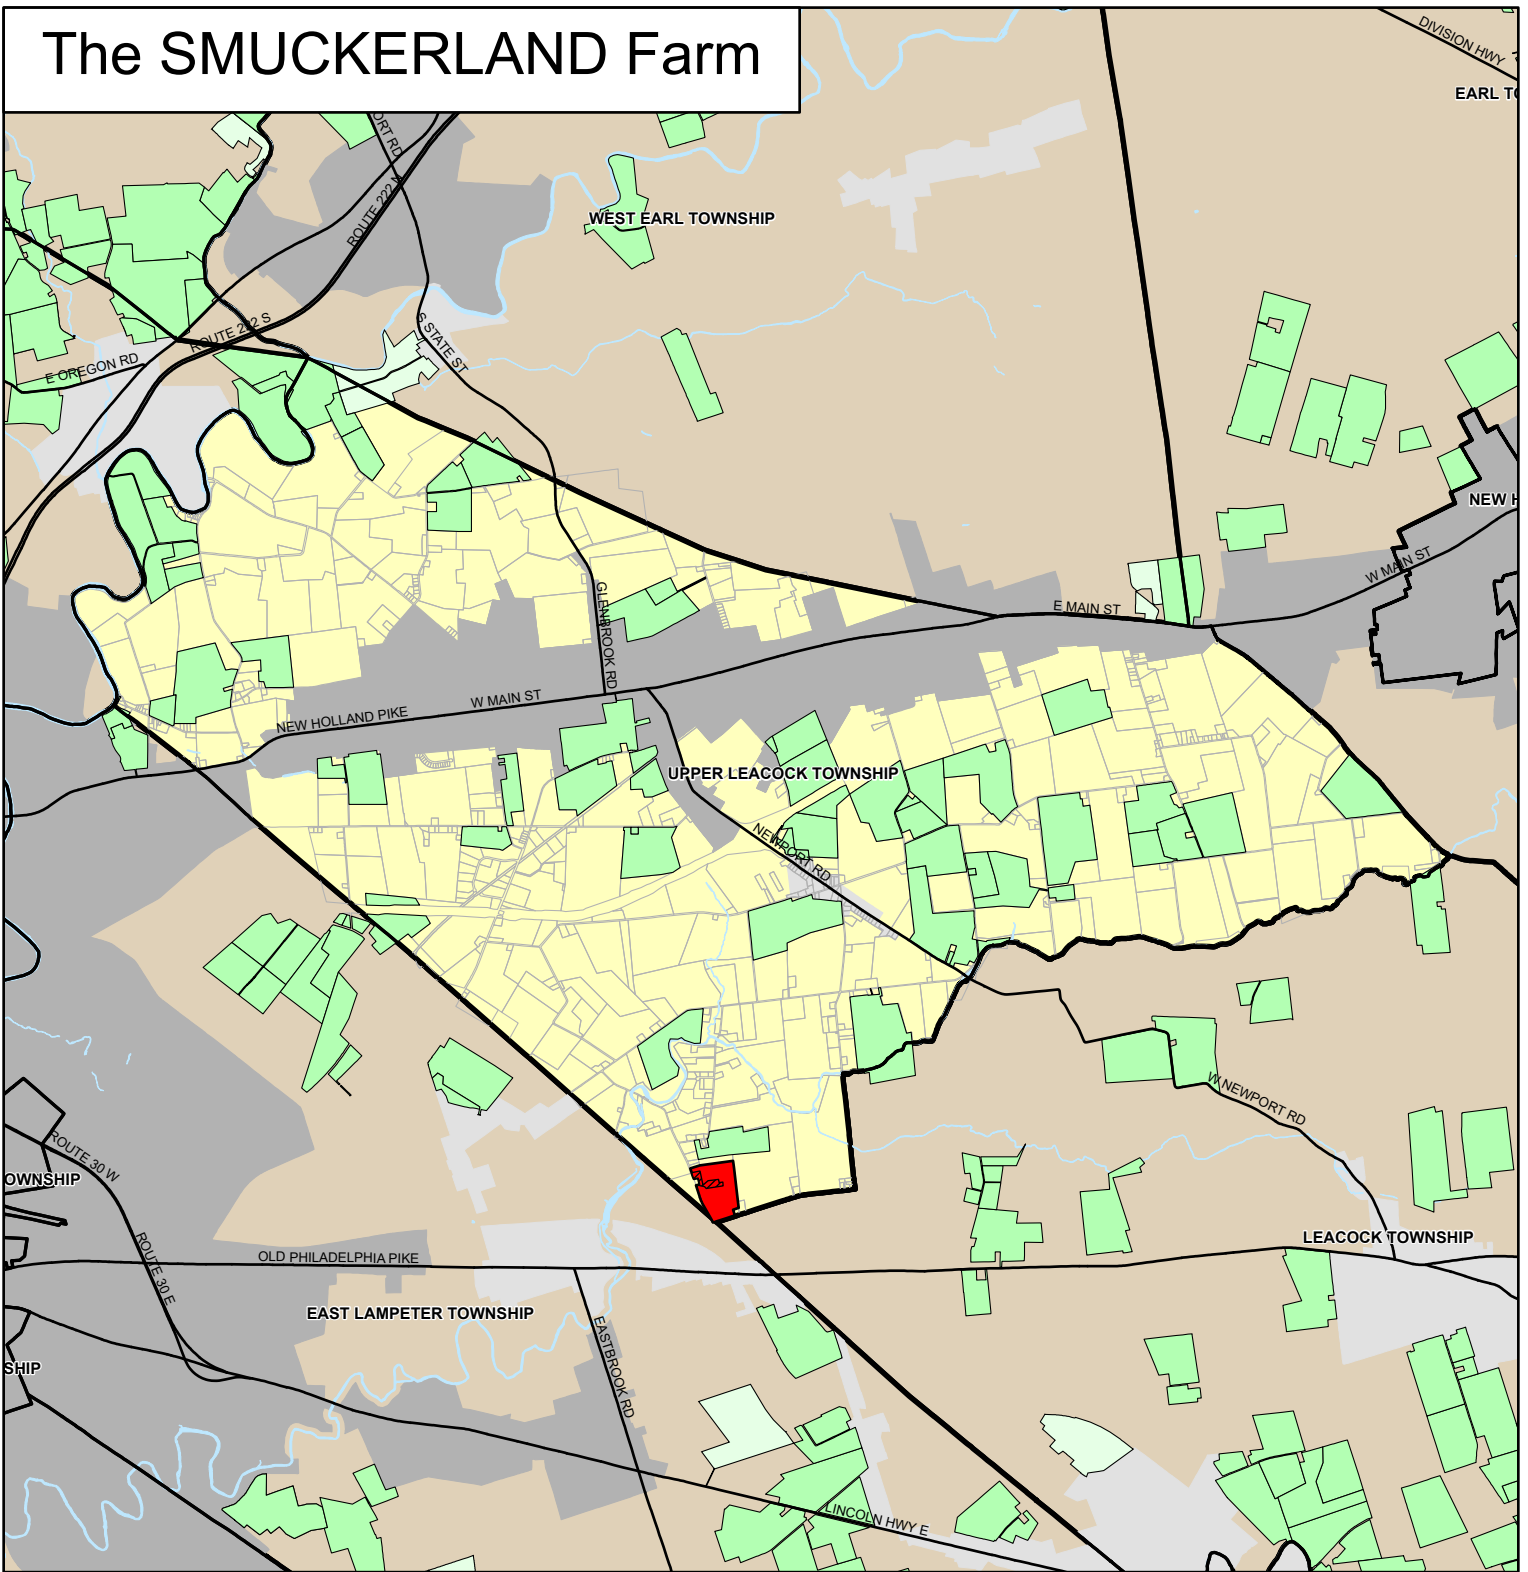 The SMUCKERLAND Farm
DIVISION HWY
EARL TO
ORT RD
ROUTE 222 N
WEST EARL TOWNSHIP
ROUTE 222 S
S STATE ST
E OREGON RD
NEW H
W MAIN ST
E MAIN ST
GLENBROOK RD
W MAIN ST
NEW HOLLAND PIKE
UPPER LEACOCK TOWNSHIP
NEWPORT RD
W NEWPORT RD
ROUTE 30 W
OWNSHIP
ROUTE 30 E
OLD PHILADELPHIA PIKE
LEACOCK TOWNSHIP
EAST LAMPETER TOWNSHIP
EASTBROOK RD
SHIP
LINCOLN HWY E